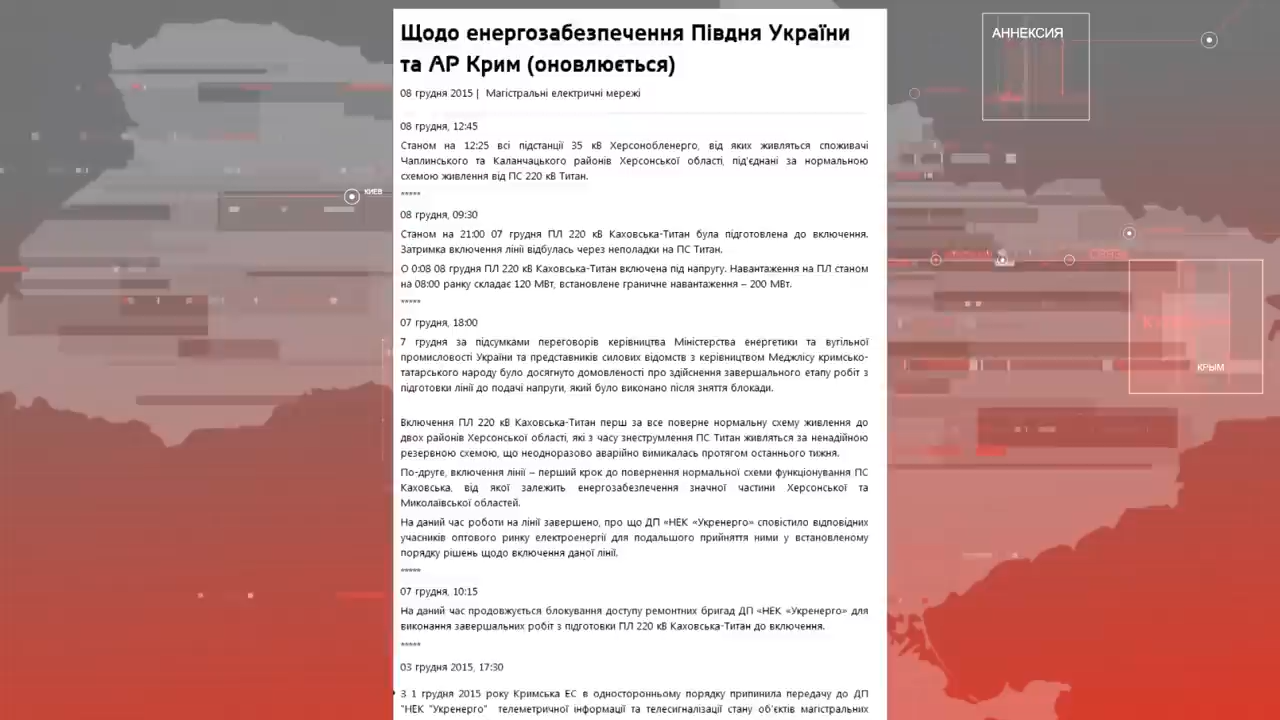 Щодо енергозабезпечення Півдня України
та АР Крим (оновлюється)
08 грудня 2015 | Магістральні електричні мережі
08 грудня, 12:45
Станом на 12:25 всі підстанції 35 кВ Херсонобленерго, від яких живляться споживачі
Чаплинського та Каланчацького районів Херсонської області, під'єднані за нормальною
схемою живлення від ПС 220 кВ Титан.
*****
08 грудня, 09:30
Станом на 21:00 07 грудня ПЛ 220 кВ Каховська-Титан була підготовлена до включення.
Затримка включення лінії відбулась через неполадки на ПС Титан.
О 0:08 08 грудня ПЛ 220 кВ Каховська-Титан включена під напругу. Навантаження на ПЛ станом
на 08:00 ранку складає 120 МВт, встановлене граничне навантаження – 200 МВт.
*****
07 грудня, 18:00
7 грудня за підсумками переговорів керівництва Міністерства енергетики та вугільної
промисловості України та представників силових відомств з керівництвом Меджлісу кримсько-
татарського народу було досягнуто домовленості про здійснення завершального етапу робіт з
підготовки лінії до подачі напруги, який було виконано після зняття блокади.
Включення ПЛ 220 кВ Каховська-Титан перш за все поверне нормальну схему живлення до
двох районів Херсонської області, які з часу знеструмлення ПС Титан живляться за ненадійною
резервною схемою, що неодноразово аварійно вимикалась протягом останнього тижня.
По-друге, включення лінії – перший крок до повернення нормальної схеми функціонування ПС
Каховська, від якої залежить енергозабезпечення значної частини Херсонської та
Миколаївської областей.
На даний час роботи на лінії завершено, про що ДП «НЕК «Укренерго» сповістило відповідних
учасників оптового ринку електроенергії для подальшого прийняття ними у встановленому
порядку рішень щодо включення даної лінії.
*****
07 грудня, 10:15
На даний час продовжується блокування доступу ремонтних бригад ДП «НЕК «Укренерго» для
виконання завершальних робіт з підготовки ПЛ 220 кВ Каховська-Титан до включення.
*****
03 грудня 2015, 17:30
З 1 грудня 2015 року Кримська ЕС в односторонньому порядку припинила передачу до ДП
"НЕК "Укренерго" телеметричної інформації та телесигналізації стану об'єктів магістральних
АННЕКСИЯ
КИЕВ
КРЫМ